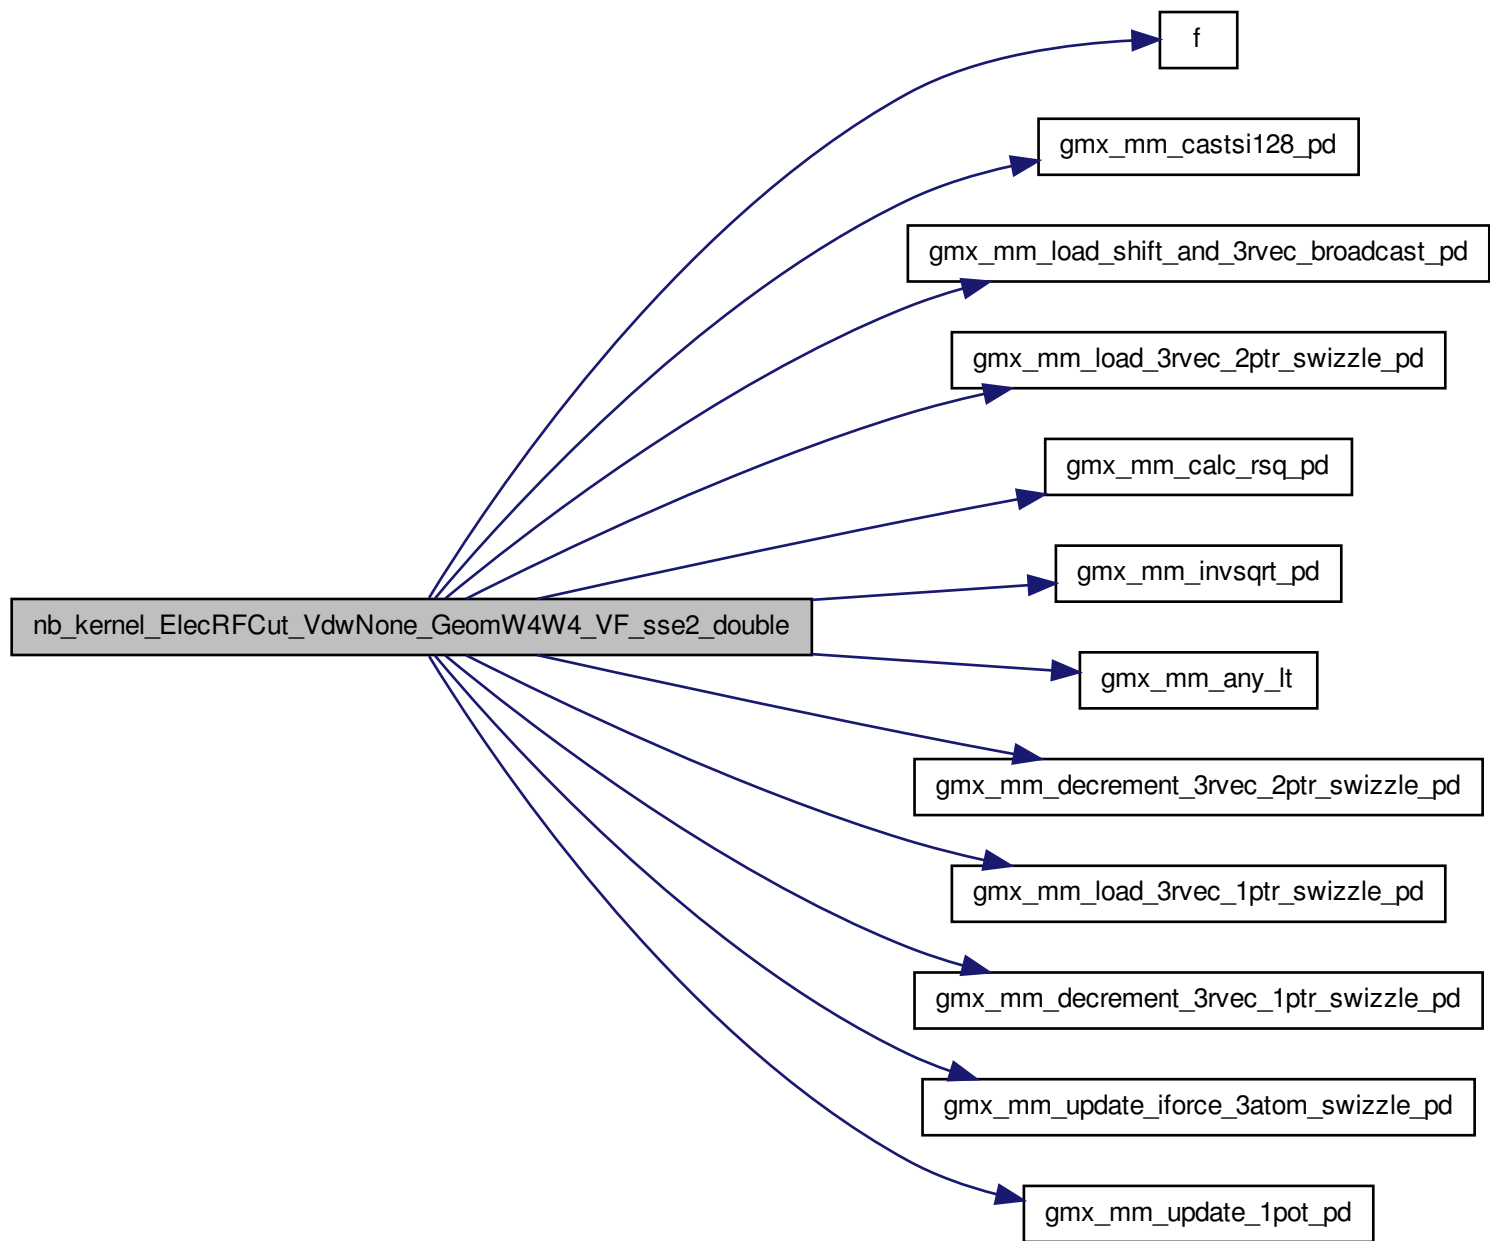 f
gmx_mm_castsi128_pd
gmx_mm_load_shift_and_3rvec_broadcast_pd
gmx_mm_load_3rvec_2ptr_swizzle_pd
gmx_mm_calc_rsq_pd
gmx_mm_invsqrt_pd
nb_kernel_ElecRFCut_VdwNone_GeomW4W4_VF_sse2_double
gmx_mm_any_lt
gmx_mm_decrement_3rvec_2ptr_swizzle_pd
gmx_mm_load_3rvec_1ptr_swizzle_pd
gmx_mm_decrement_3rvec_1ptr_swizzle_pd
gmx_mm_update_iforce_3atom_swizzle_pd
gmx_mm_update_1pot_pd